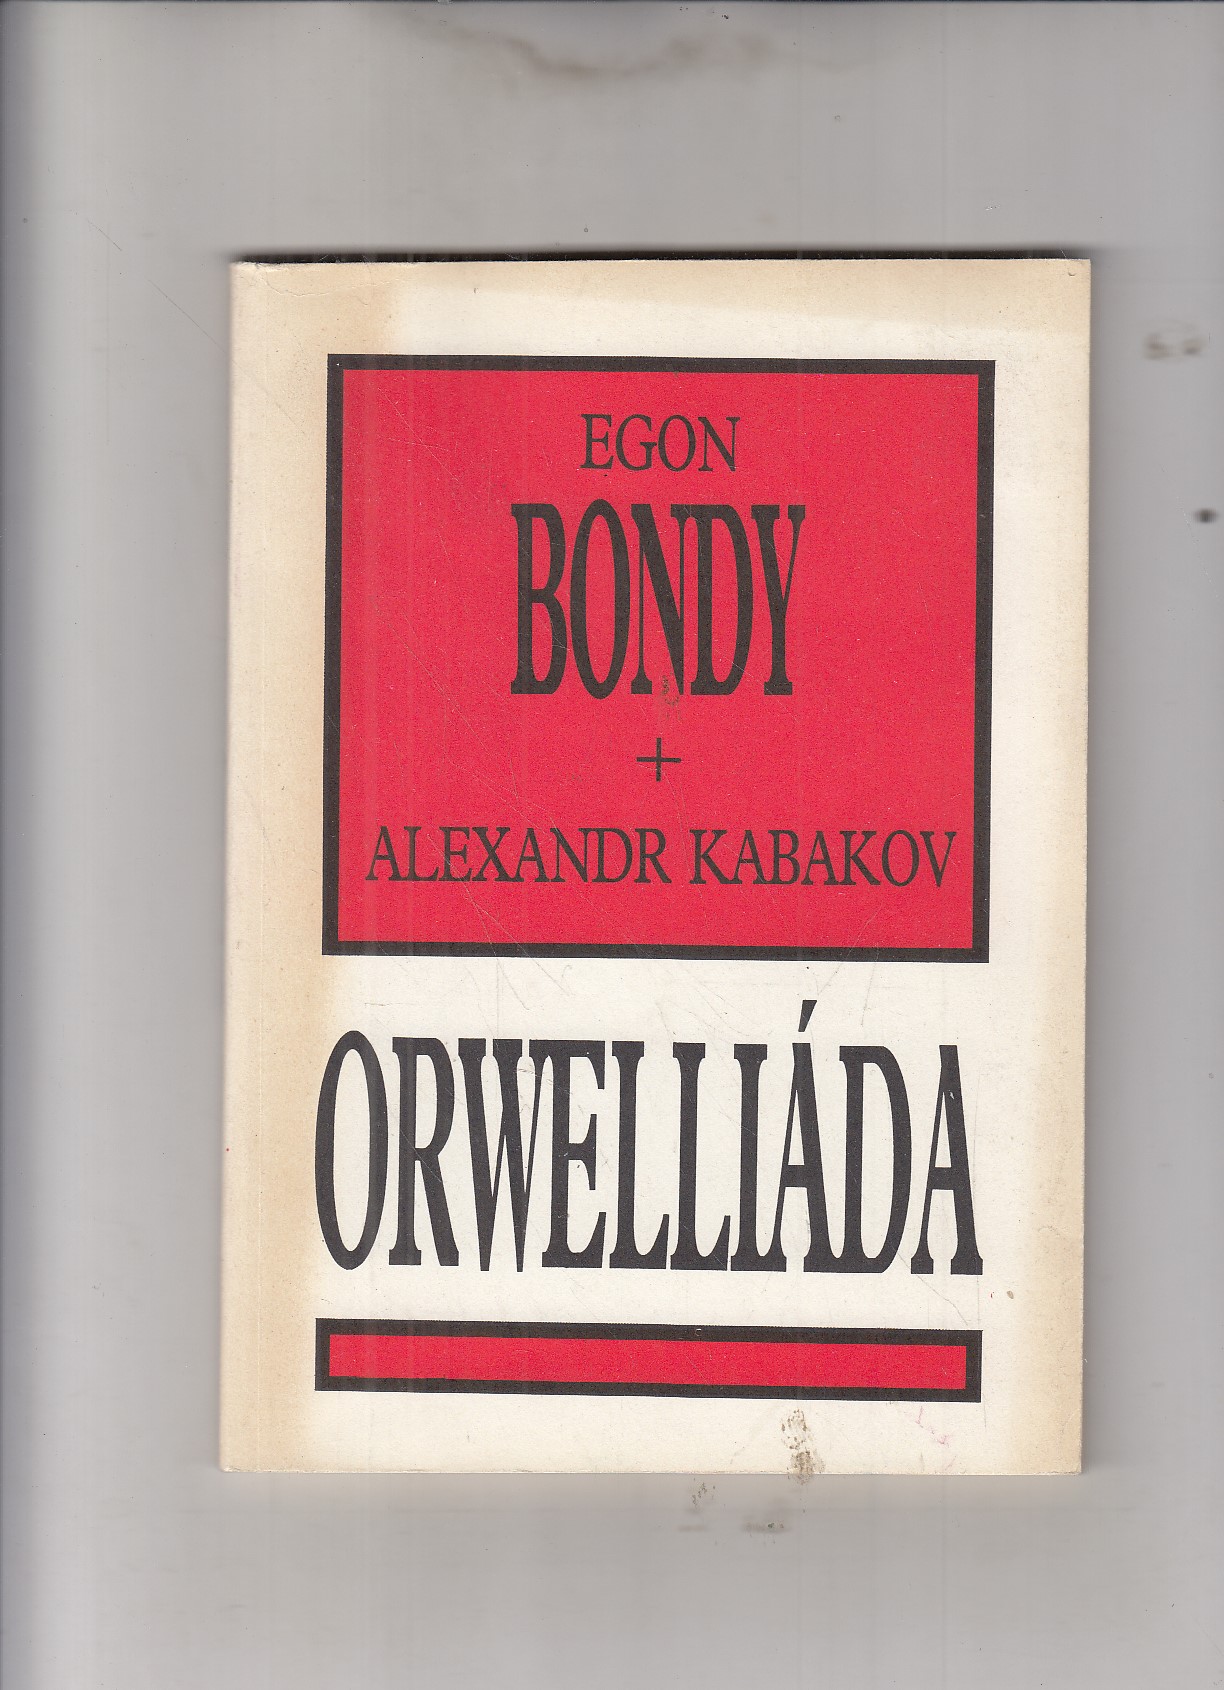 EGON
BONDY
+
ALEXANDR KABAKOV
ORWELLIÁDA